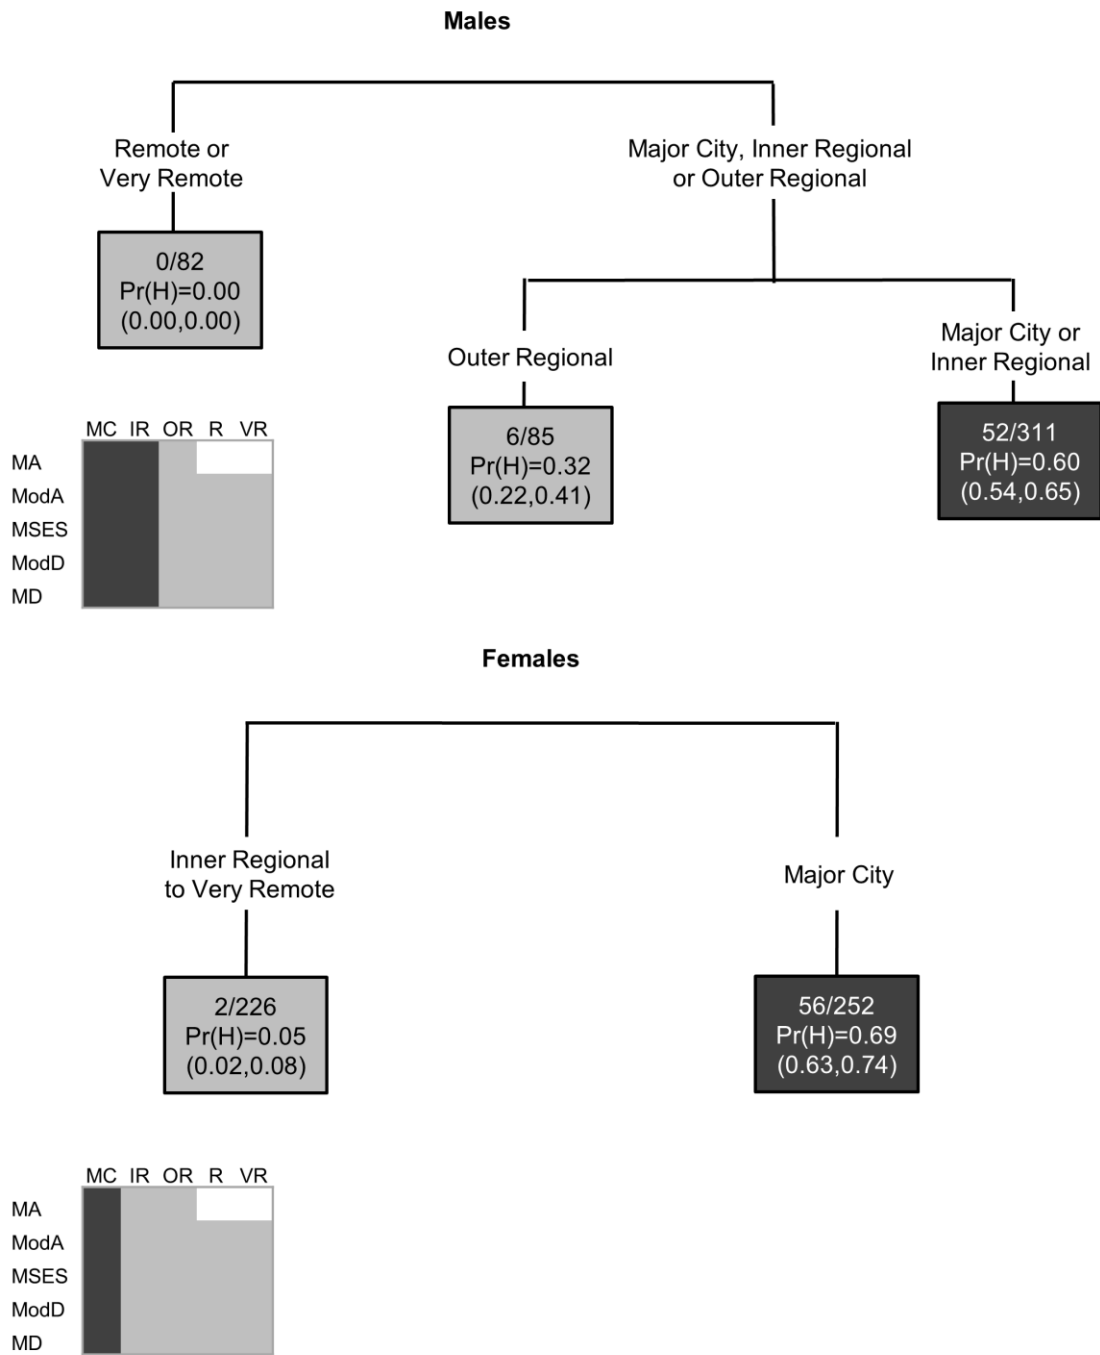 Males
Remote or
Very Remote
Major City, Inner Regional
or Outer Regional
0/82
Pr(H)=0.00
(0.00,0.00)
Outer Regional
Major City or
Inner Regional
6/85
Pr(H)=0.32
(0.22,0.41)
52/311
Pr(H)=0.60
(0.54,0.65)
MC IR OR R VR
MA
ModA
MSES
ModD
MD
Females
Inner Regional
to Very Remote
Major City
2/226
Pr(H)=0.05
(0.02,0.08)
56/252
Pr(H)=0.69
(0.63,0.74)
MC IR OR R VR
MA
ModA
MSES
ModD
MD